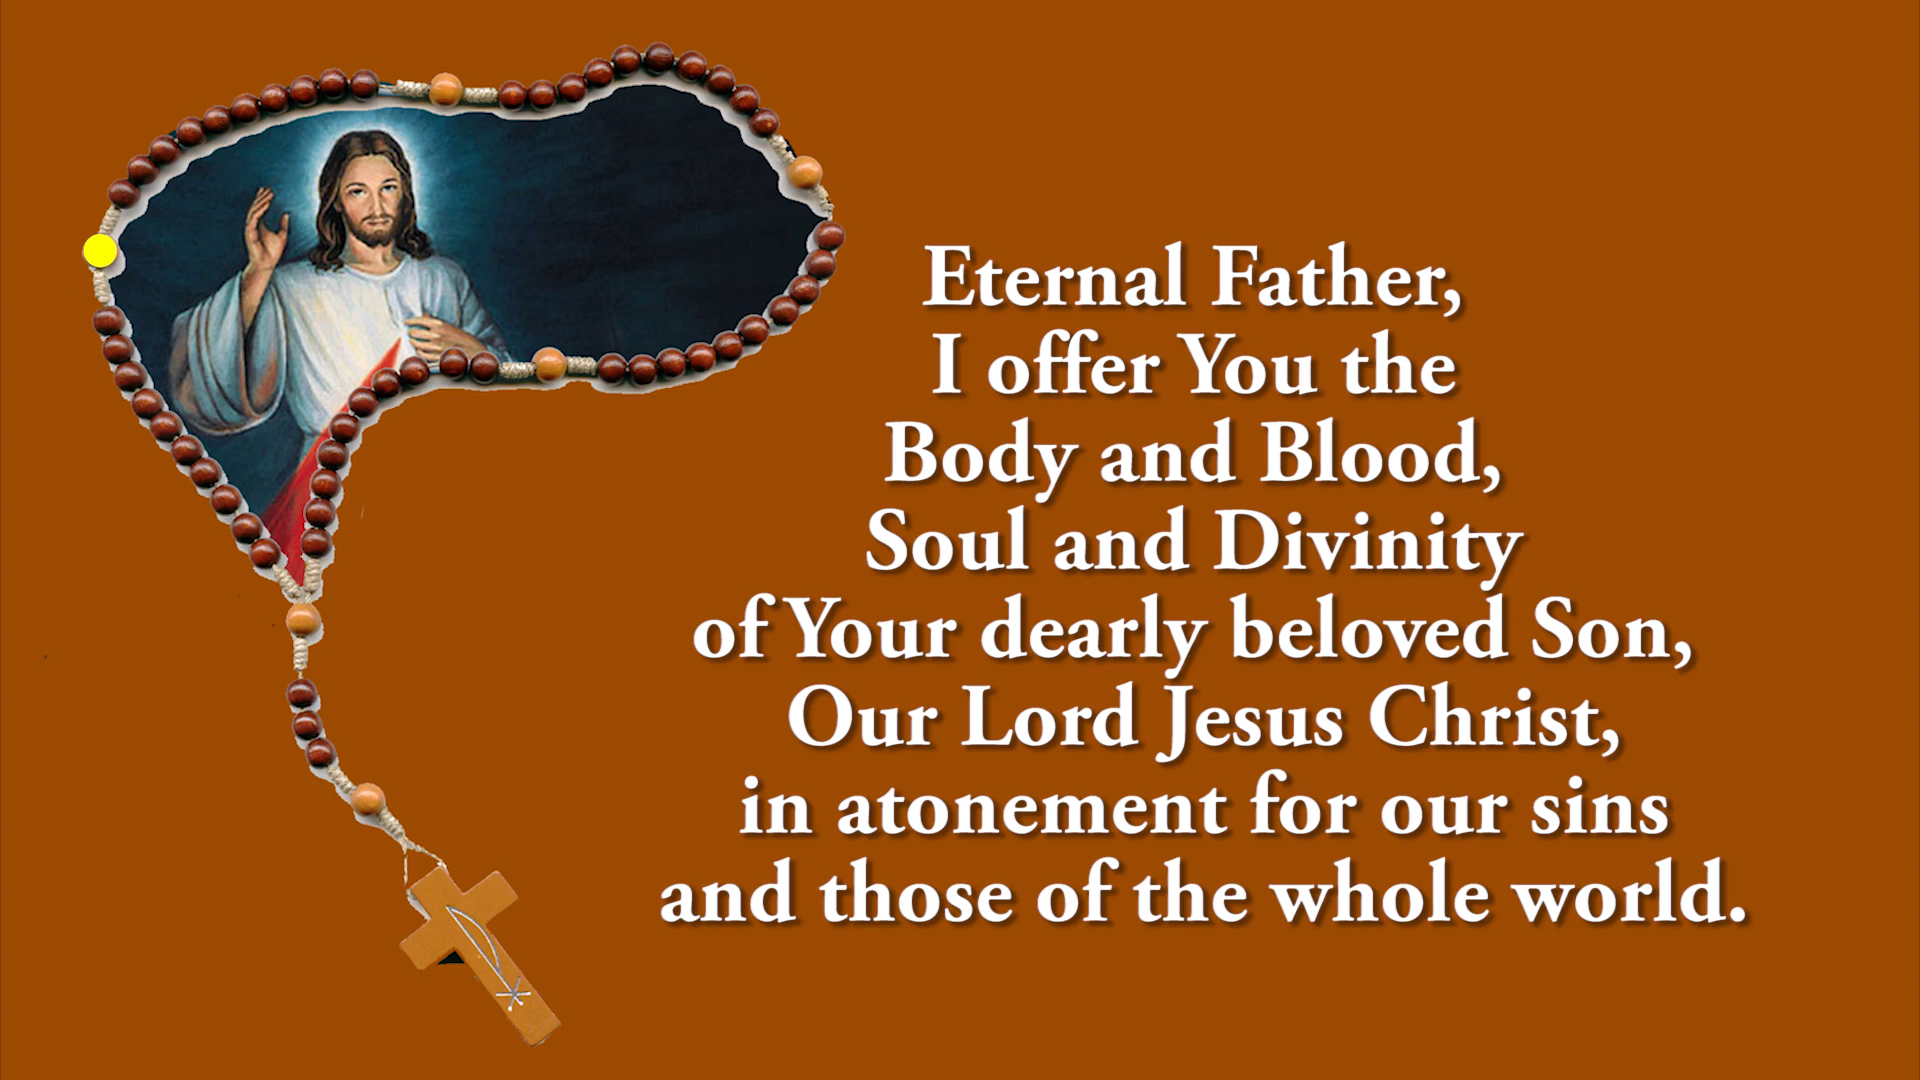 Eternal Father,
I offer You the
Body and Blood,
Soul and Divinity
of Your dearly beloved Son,
Our Lord Jesus Christ,
in atonement for our sins
and those of the whole world.